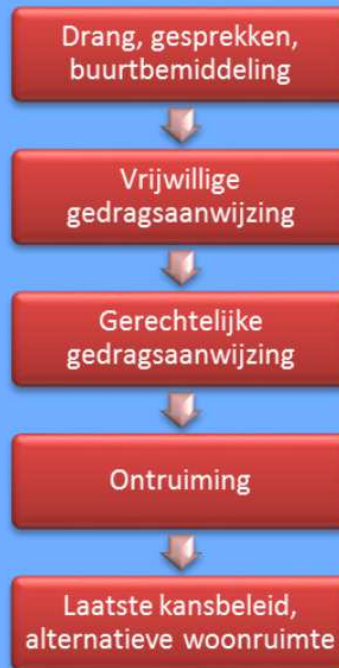 Drang, gesprekken,
buurtbemiddeling
Vrijwillige
gedragsaanwijzing
Gerechtelijke
gedragsaanwijzing
Ontruiming
Laatste kansbeleid,
alternatieve woonruimte